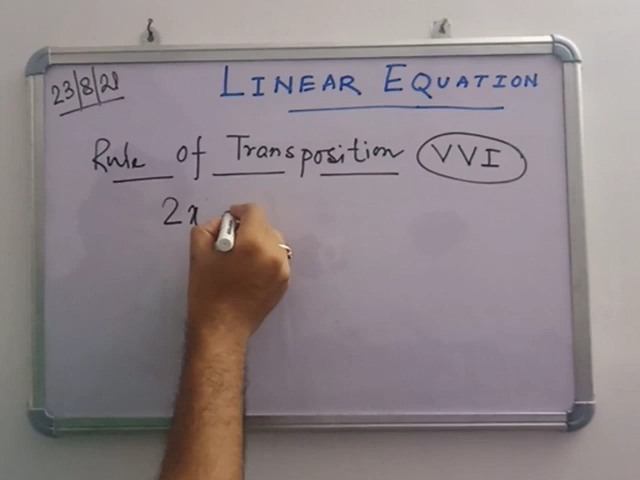 23/8/21
LINEAR EQUATION
Rule of Transposition VVI
2x